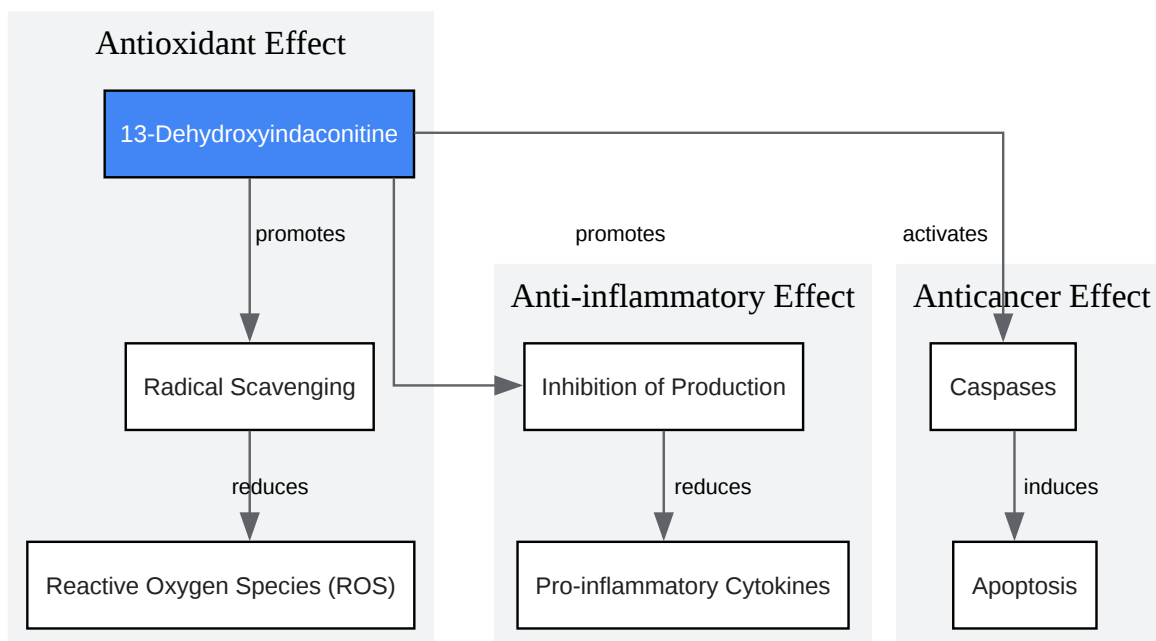 Antioxidant Effect
13-Dehydroxyindaconitine
promotes
promotes
activates
Anti-inflammatory Effect
Anticancer Effect
Radical Scavenging
Inhibition of Production
Caspases
reduces
reduces
induces
Reactive Oxygen Species (ROS)
Pro-inflammatory Cytokines
Apoptosis